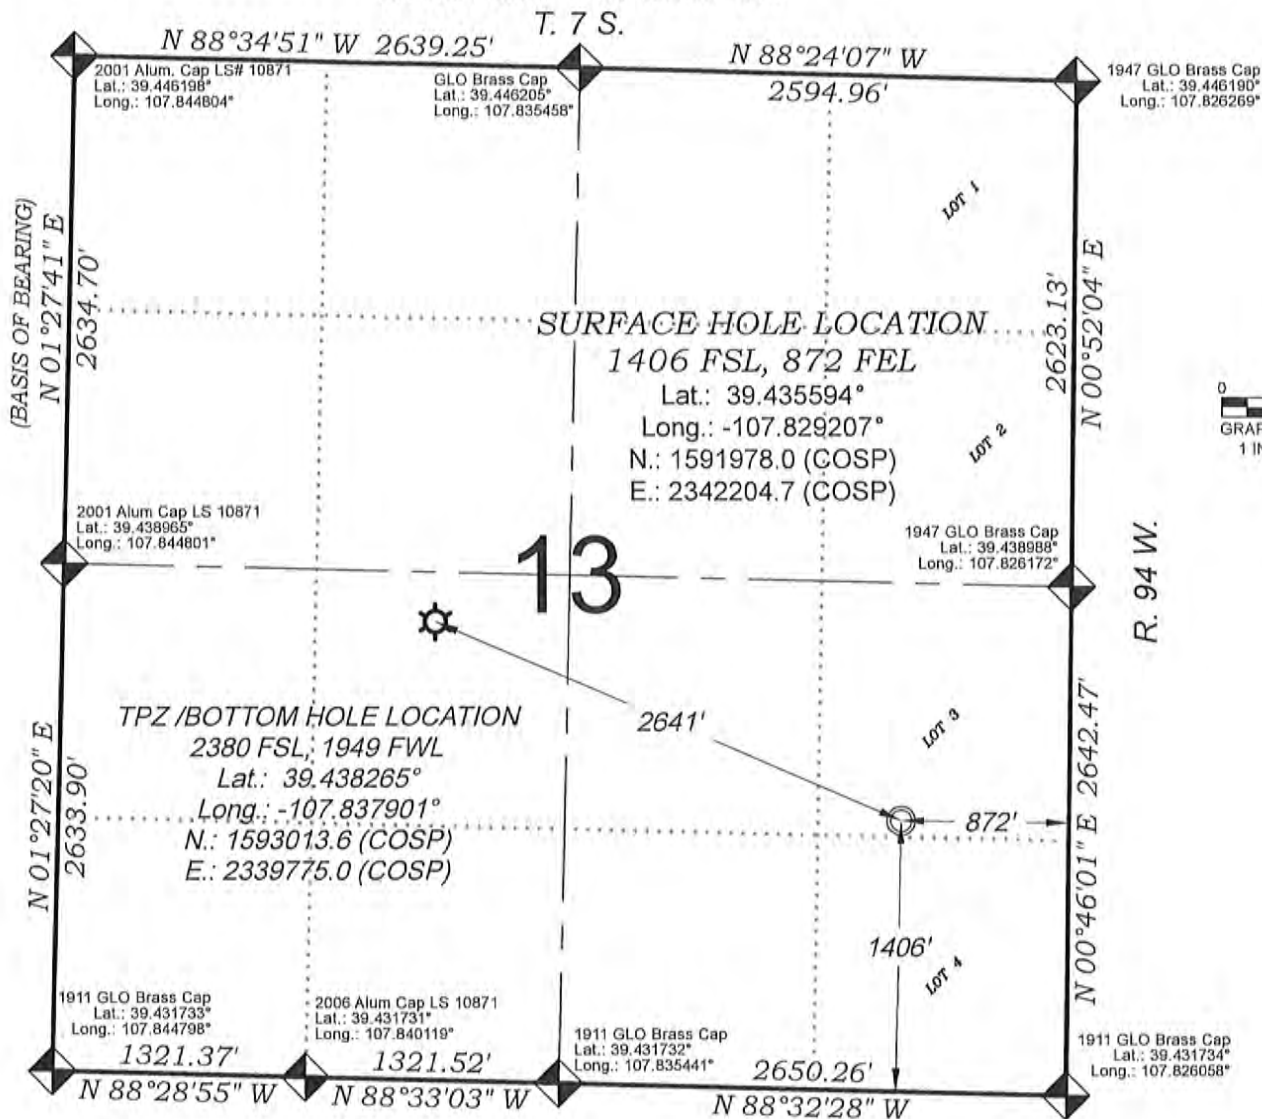 T. 7 S.
N 88°34'51" W 2639.25'
N 88°24'07" W
2594.96'
2001 Alum. Cap LS# 10871
Lat.: 39.446198°
Long.: 107.844804°
GLO Brass Cap
Lat.: 39.446205°
Long.: 107.835458°
1947 GLO Brass Cap
Lat.: 39.446190°
Long.: 107.826269°
LOT 1
(BASIS OF BEARING)
N 01°27'41" E
2634.70'
SURFACE HOLE LOCATION
1406 FSL, 872 FEL
Lat.: 39.435594°
Long.: -107.829207°
N.: 1591978.0 (COSP)
E.: 2342204.7 (COSP)
2623.13'
N 00°52'04" E
LOT 2
0
GRAP
1 IN
2001 Alum Cap LS 10871
Lat.: 39.438965°
Long.: 107.844801°
1947 GLO Brass Cap
Lat.: 39.438988°
Long.: 107.826172°
13
R. 94 W.
2641'
LOT 3
TPZ /BOTTOM HOLE LOCATION
2380 FSL, 1949 FWL
Lat.: 39.438265°
Long.: -107.837901°
N.: 1593013.6 (COSP)
E.: 2339775.0 (COSP)
N 01°27'20" E
2633.90'
872'
N 00°46'01" E 2642.47'
1406'
LOT 4
1911 GLO Brass Cap
Lat.: 39.431733°
Long.: 107.844798°
2006 Alum Cap LS 10871
Lat.: 39.431731°
Long.: 107.840119°
1911 GLO Brass Cap
Lat.: 39.431732°
Long.: 107.835441°
1911 GLO Brass Cap
Lat.: 39.431734°
Long.: 107.826058°
1321.37'
N 88°28'55" W
1321.52'
N 88°33'03" W
2650.26'
N 88°32'28" W